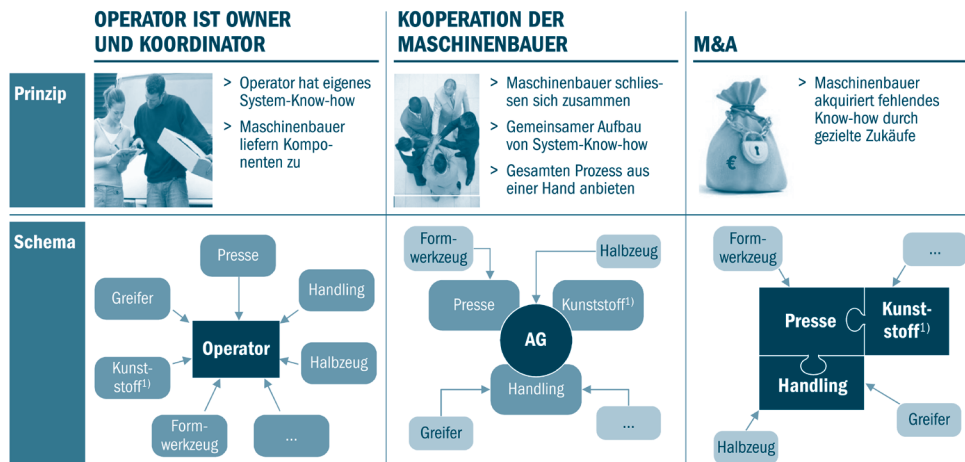 OPERATOR IST OWNER
UND KOORDINATOR
KOOPERATION DER
MASCHINENBAUER
M&A
Prinzip
> Operator hat eigenes
System-Know-how
> Maschinenbauer
liefern Kompo-
nenten zu
> Maschinenbauer schlies-
sen sich zusammen
> Gemeinsamer Aufbau
von System-Know-how
> Gesamten Prozess aus
einer Hand anbieten
> Maschinenbauer
akquiriert fehlendes
Know-how durch
gezielte Zukäufe
€
Schema
Presse
Greifer
Handling
Operator
Kunst-
stoff1)
Halbzeug
Form-
werkzeug
...
Form-
werkzeug
Halbzeug
Presse
Kunststoff1)
AG
Handling
Greifer
...
Form-
werkzeug
...
Presse
Kunst-
stoff1)
Handling
Greifer
Halbzeug